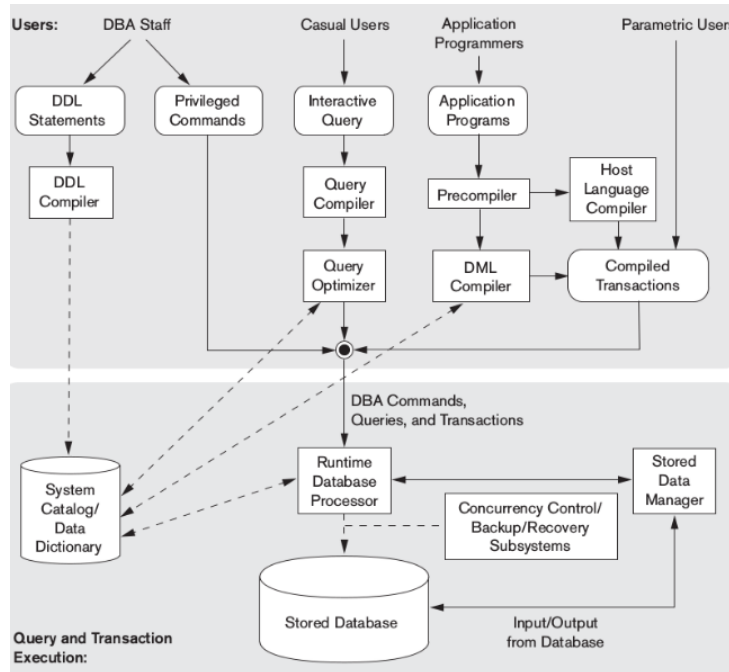 Users:
DBA Staff
Casual Users
Application
Programmers
Parametric Users
DDL
Statements
Privileged
Commands
Interactive
Query
Application
Programs
DDL
Compiler
Query
Compiler
Precompiler
Host
Language
Compiler
Query
Optimizer
DML
Compiler
Compiled
Transactions
DBA Commands,
Queries, and Transactions
System
Catalog/
Data
Dictionary
Runtime
Database
Processor
Stored
Data
Manager
Concurrency Control/
Backup/Recovery
Subsystems
Stored Database
Input/Output
from Database
Query and Transaction
Execution: